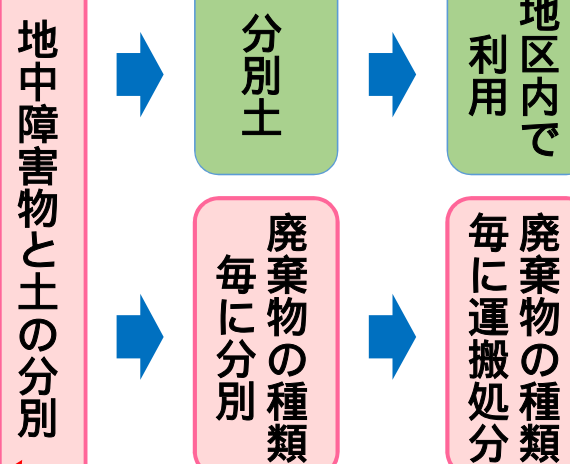 地中障害物と土の分別
分別土
地区内で
利用
廃棄物の種類
毎に分別
廃棄物の種類
毎に運搬処分